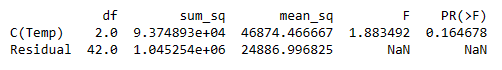 df sum_sq mean_sq F PR(>F)
C(Temp) 2.0 9.374893e+04 46874.466667 1.883492 0.164678
Residual 42.0 1.045254e+06 24886.996825 NaN NaN